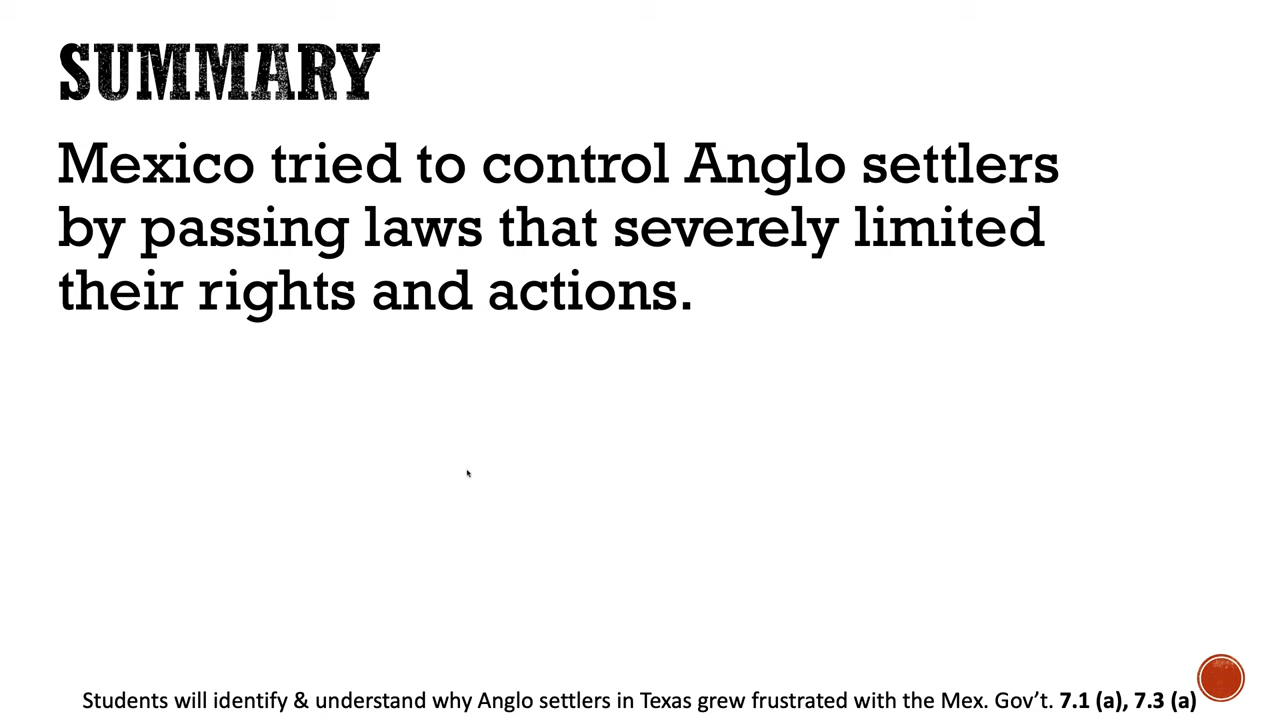 SUMMARY
Mexico tried to control Anglo settlers
by passing laws that severely limited
their rights and actions.
Students will identify & understand why Anglo settlers in Texas grew frustrated with the Mex. Gov’t. 7.1 (a), 7.3 (a)